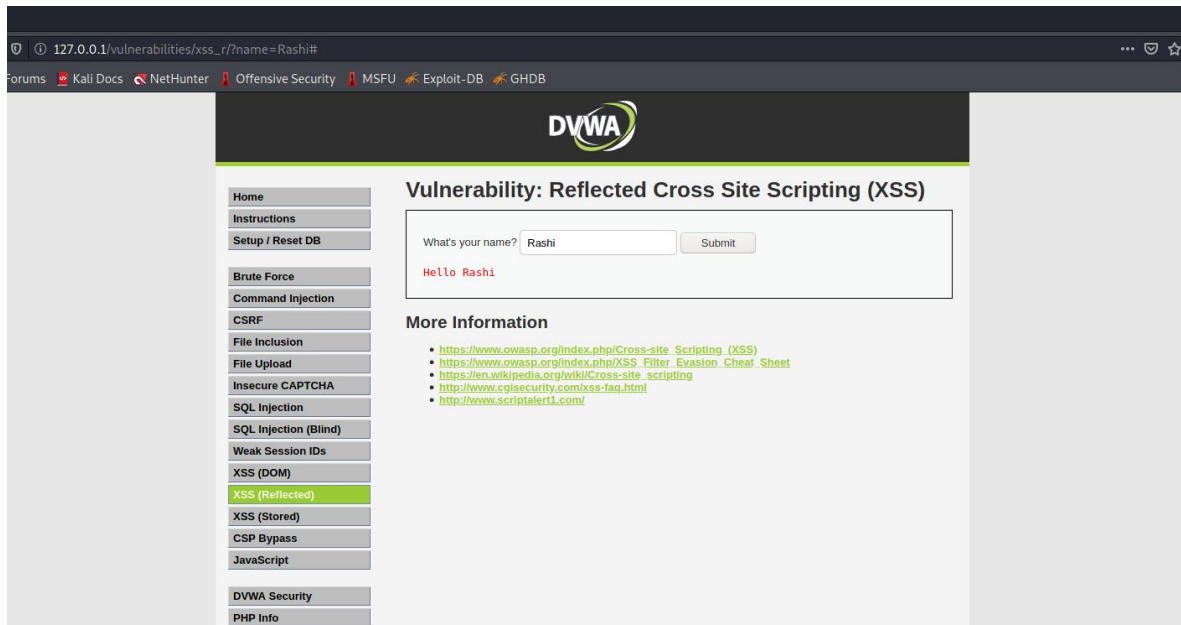 127.0.0.1/vulnerabilities/xss_r/?name=Rashi#
Forums Kali Docs NetHunter Offensive Security MSFU Exploit-DB GHDB
DVWA
Home
Instructions
Setup / Reset DB
Brute Force
Command Injection
CSRF
File Inclusion
File Upload
Insecure CAPTCHA
SQL Injection
SQL Injection (Blind)
Weak Session IDs
XSS (DOM)
XSS (Reflected)
XSS (Stored)
CSP Bypass
JavaScript
DVWA Security
PHP Info
Vulnerability: Reflected Cross Site Scripting (XSS)
What's your name? Rashi Submit
Hello Rashi
More Information
https://www.owasp.org/index.php/Cross-site_Scripting_(XSS)
https://www.owasp.org/index.php/XSS_Filter_Evasion_Cheat_Sheet
https://en.wikipedia.org/wiki/Cross-site_scripting
http://www.cgisecurity.com/xss-faq.html
http://www.scriptalert1.com/